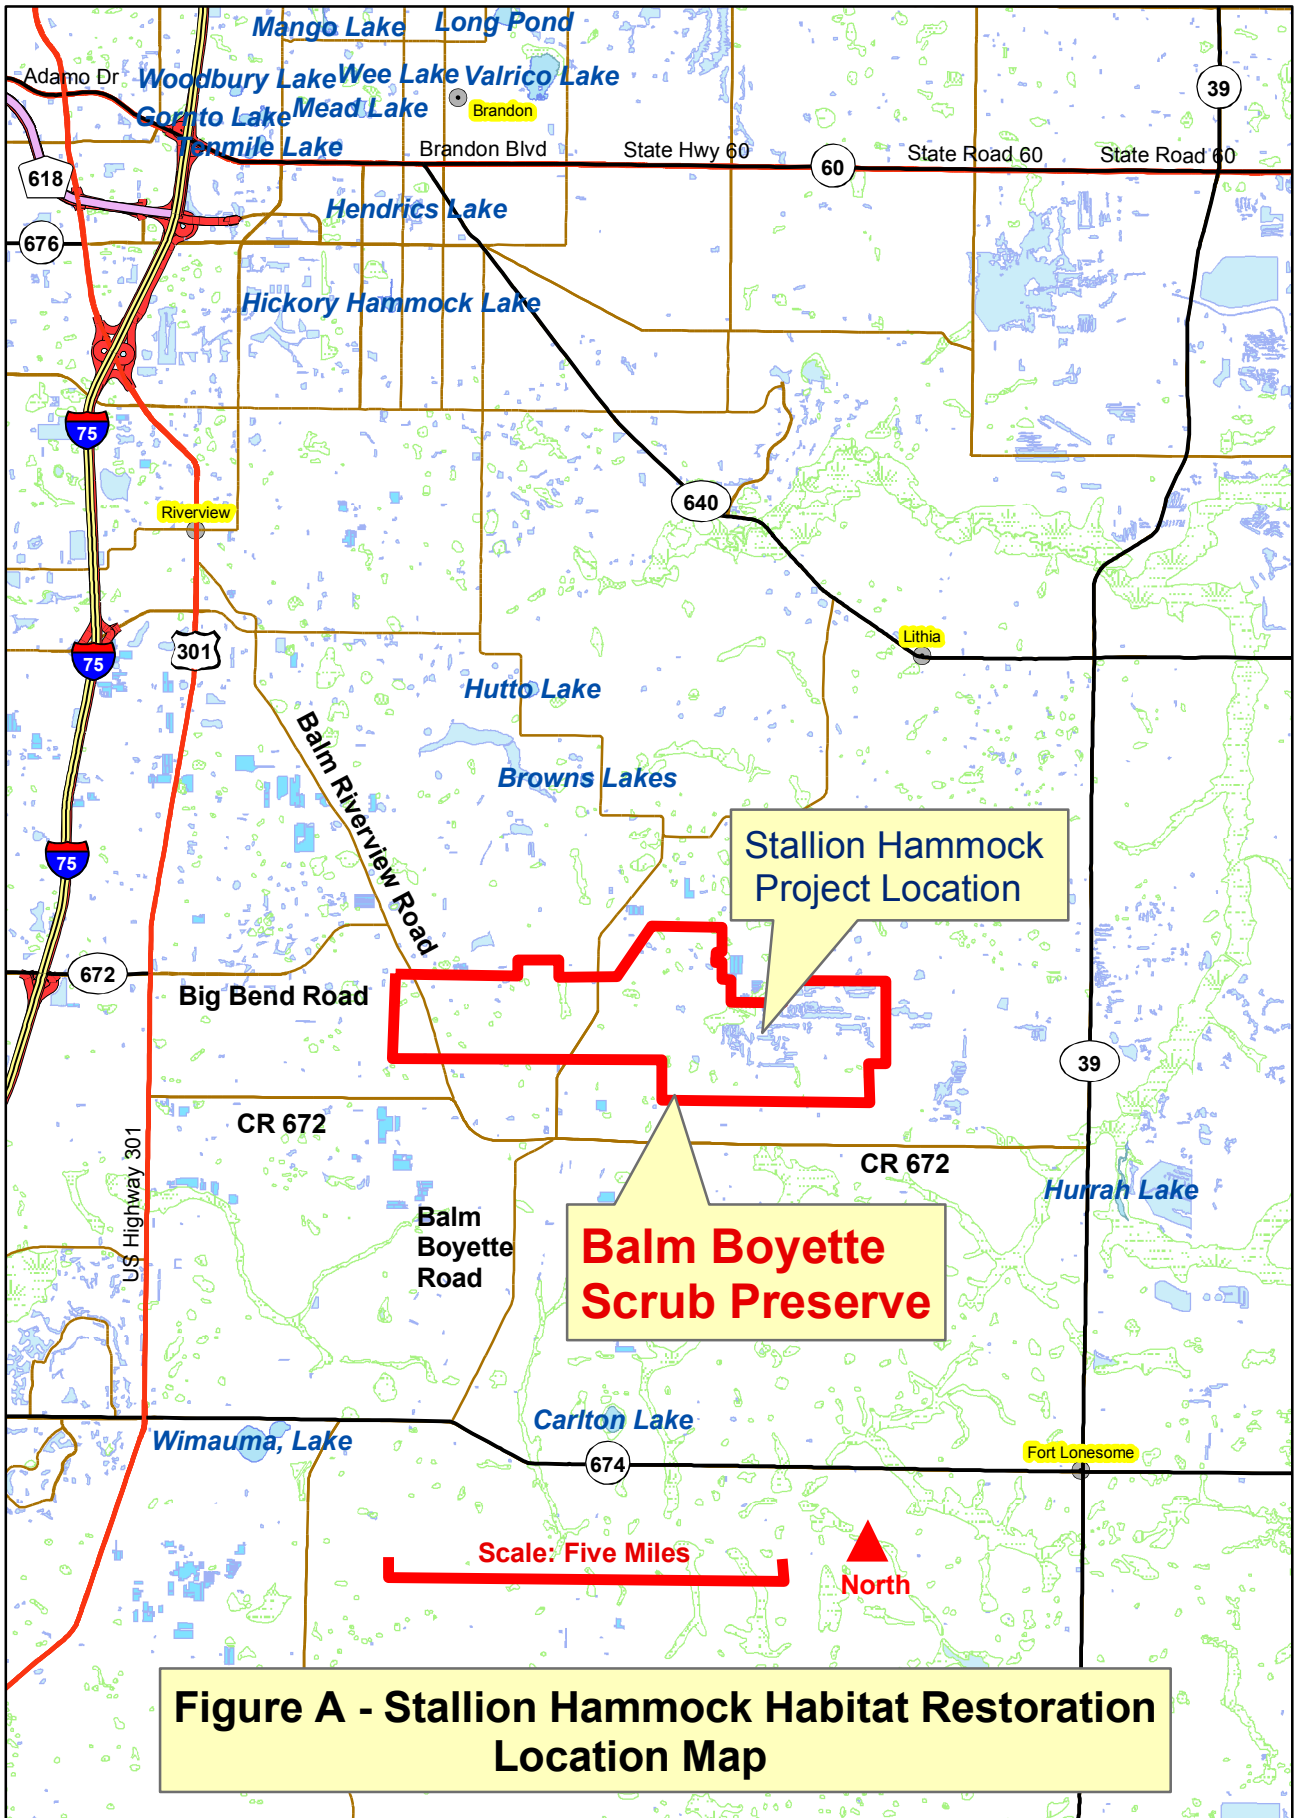 Mango Lake
Long Pond
Adamo Dr
Woodbury Lake
Wee Lake
Valrico Lake
39
Gornto Lake
Mead Lake
Brandon
Tenmile Lake
Brandon Blvd
State Hwy 60
60
State Road 60
State Road 60
618
Hendrics Lake
676
Hickory Hammock Lake
75
640
Riverview
Lithia
301
75
Hutto Lake
Balm Riverview Road
Browns Lakes
Stallion Hammock
Project Location
75
672
Big Bend Road
39
CR 672
CR 672
US Highway 301
Hurrah Lake
Balm
Boyette
Road
Balm Boyette
Scrub Preserve
Carlton Lake
Wimauma, Lake
674
Fort Lonesome
Scale: Five Miles
North
Figure A - Stallion Hammock Habitat Restoration
Location Map